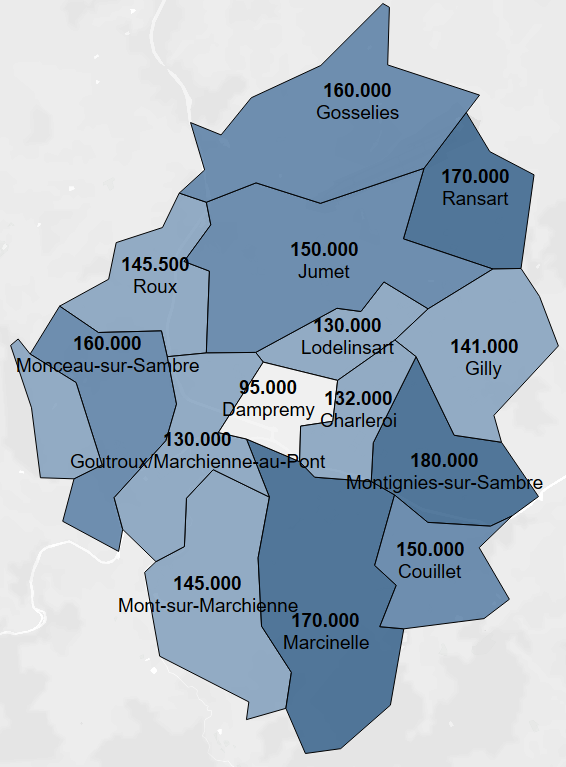 160.000
Gosselies
170.000
Ransart
150.000
Jumet
145.500
Roux
130.000
Lodelinsart
160.000
Monceau-sur-Sambre
141.000
Gilly
95.000
Dampremy
132.000
Charleroi
130.000
Goutroux/Marchienne-au-Pont
180.000
Montignies-sur-Sambre
150.000
Couillet
145.000
Mont-sur-Marchienne
170.000
Marcinelle